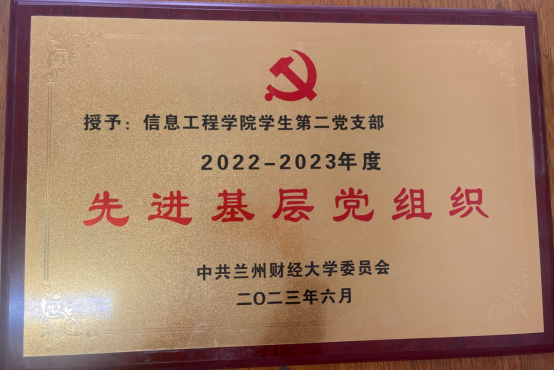 授予：信息工程学院学生第二党支部
2022-2023年度
先进基层党组织
中共兰州财经大学委员会
二〇二三年六月